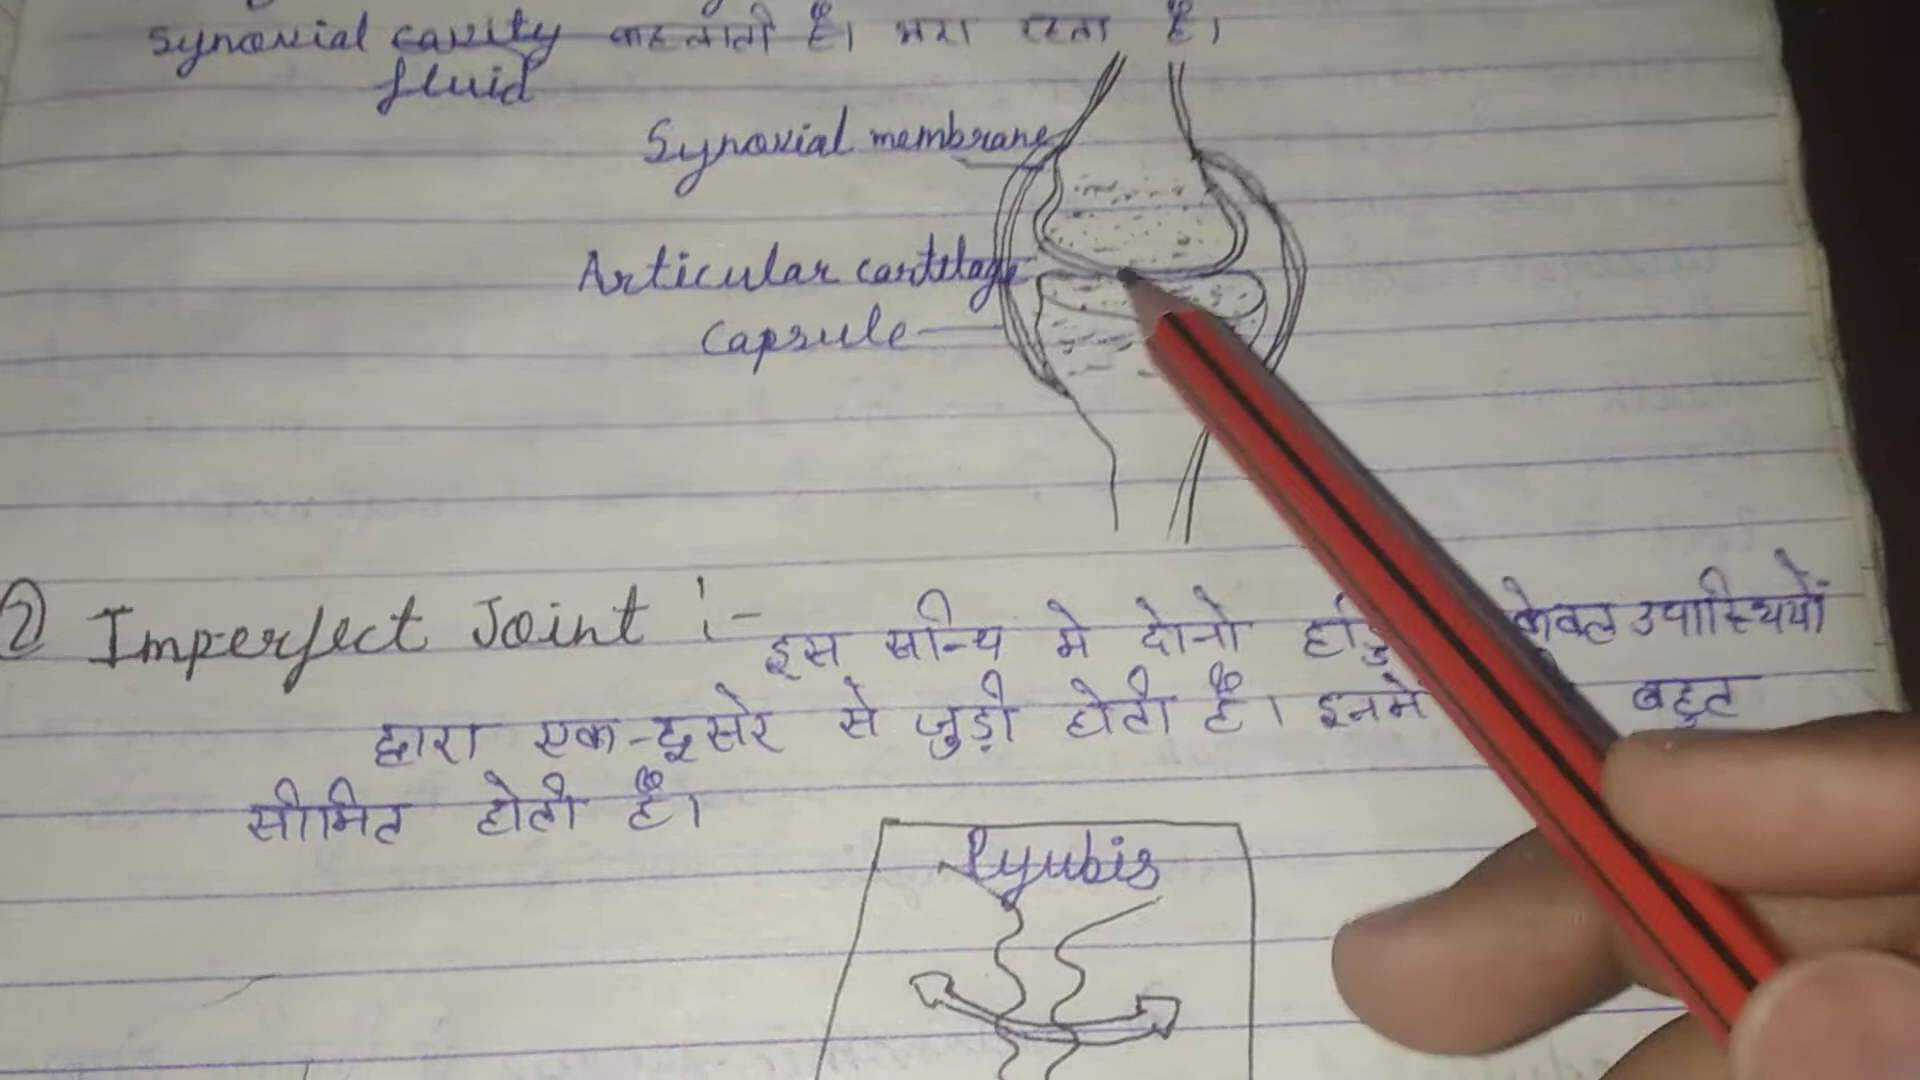 Synovial cavity कहलाती है। भरा रहता है।
fluid
Synovial membrane
Articular cartilage
Capsule
② Imperfect Joint :- इस सन्धि मे दोनो केवल उपास्थियों
द्वारा एक-दूसरे से जुड़ी होती है। इनमे बहुत
सीमित होती है।
Pyubis